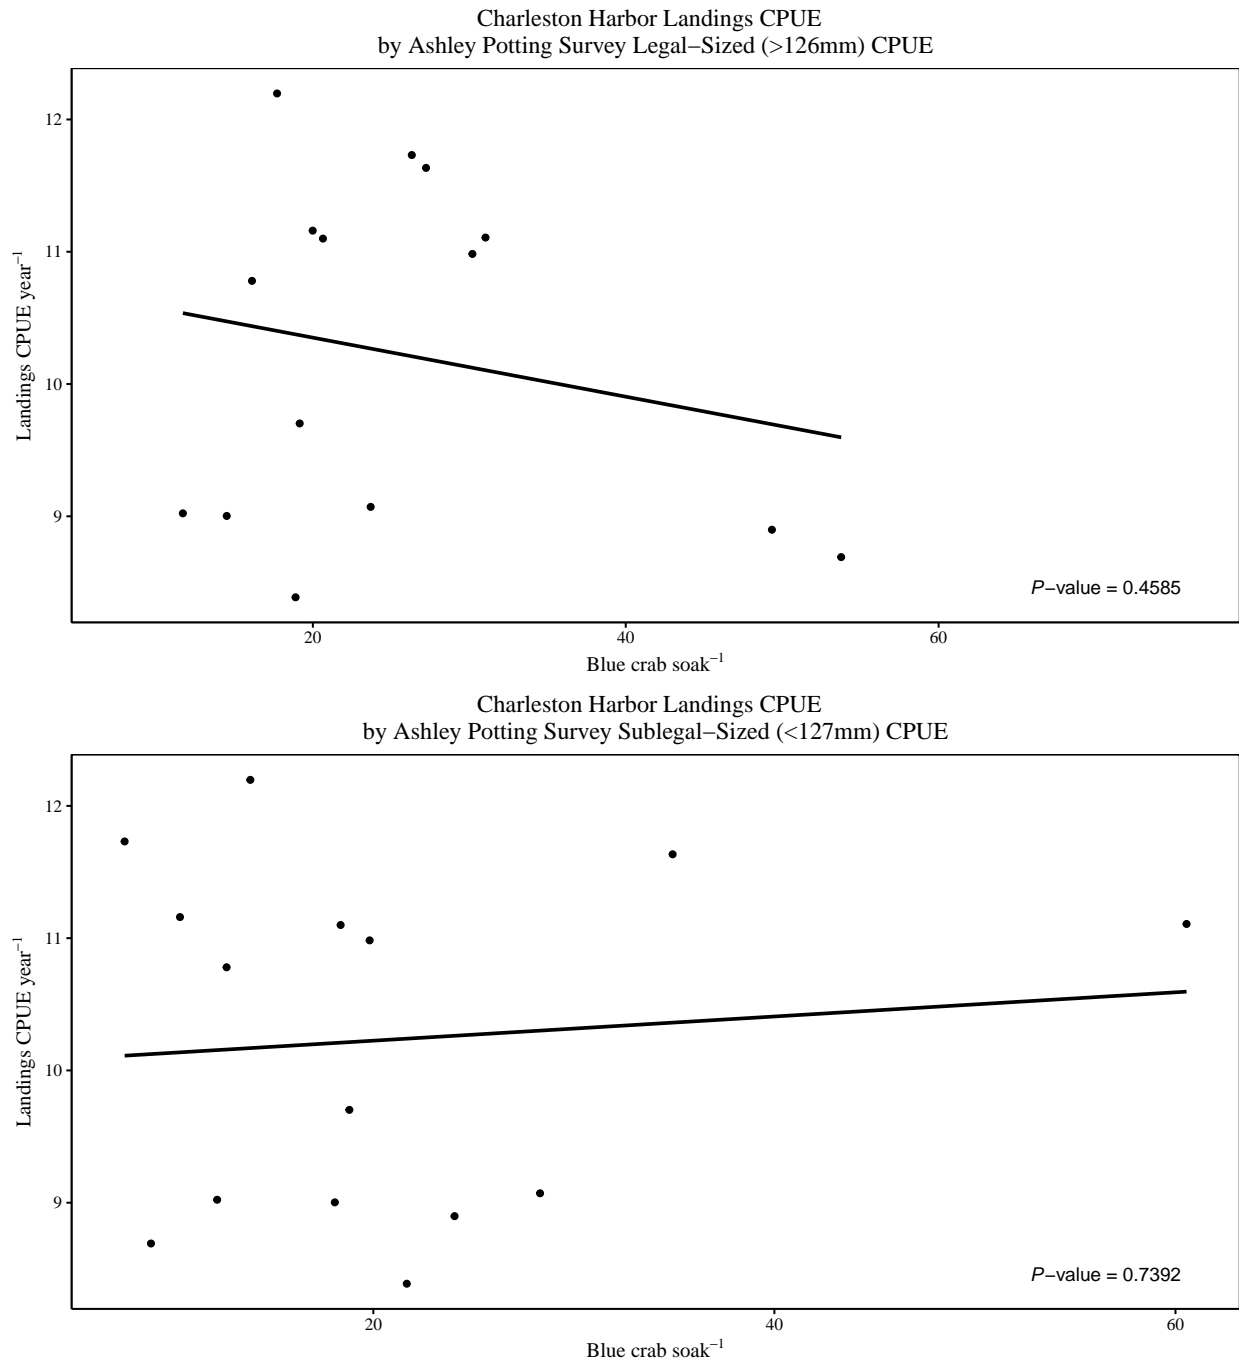 Charleston Harbor Landings CPUE
by Ashley Potting Survey Legal−Sized (>126mm) CPUE
12
11
10
9
Landings CPUE year⁻¹
P−value = 0.4585
20 40 60
Blue crab soak⁻¹
Charleston Harbor Landings CPUE
by Ashley Potting Survey Sublegal−Sized (<127mm) CPUE
12
11
10
9
Landings CPUE year⁻¹
P−value = 0.7392
20 40 60
Blue crab soak⁻¹